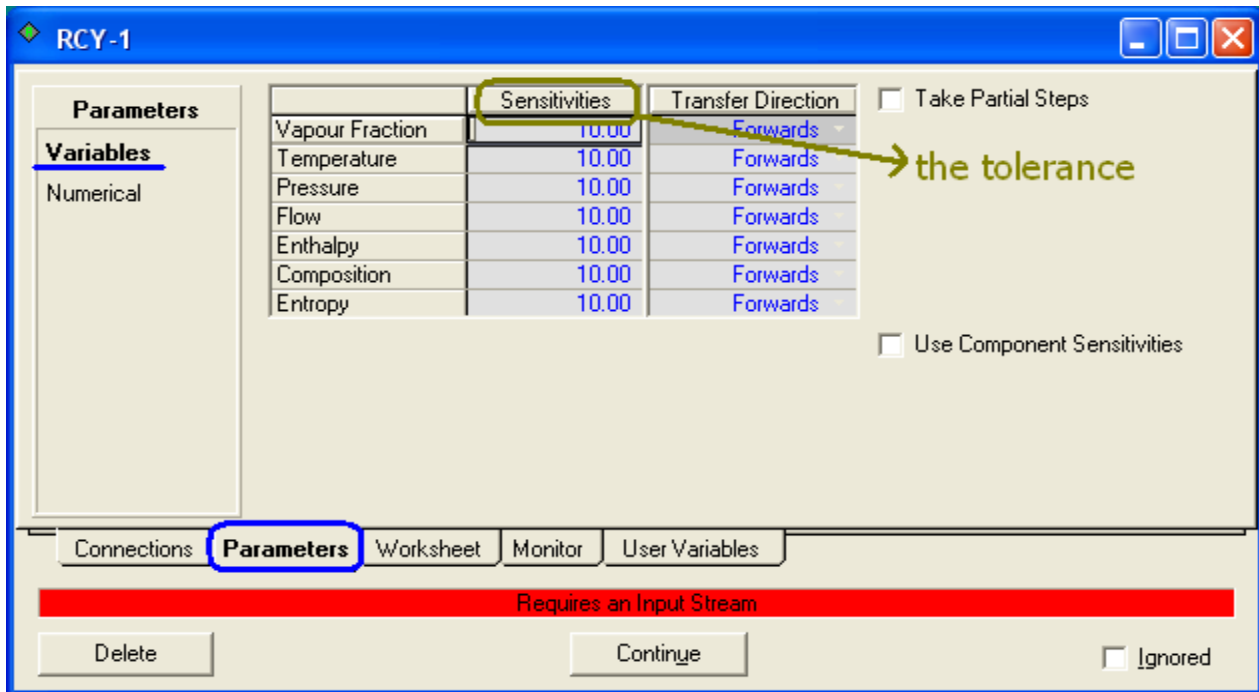 RCY-1
Parameters
Variables
Numerical
Sensitivities Transfer Direction
Vapour Fraction 10.00 Forwards
Temperature 10.00 Forwards
Pressure 10.00 Forwards
Flow 10.00 Forwards
Enthalpy 10.00 Forwards
Composition 10.00 Forwards
Entropy 10.00 Forwards
Take Partial Steps
the tolerance
Use Component Sensitivities
Connections Parameters Worksheet Monitor User Variables
Requires an Input Stream
Delete Continue Ignored